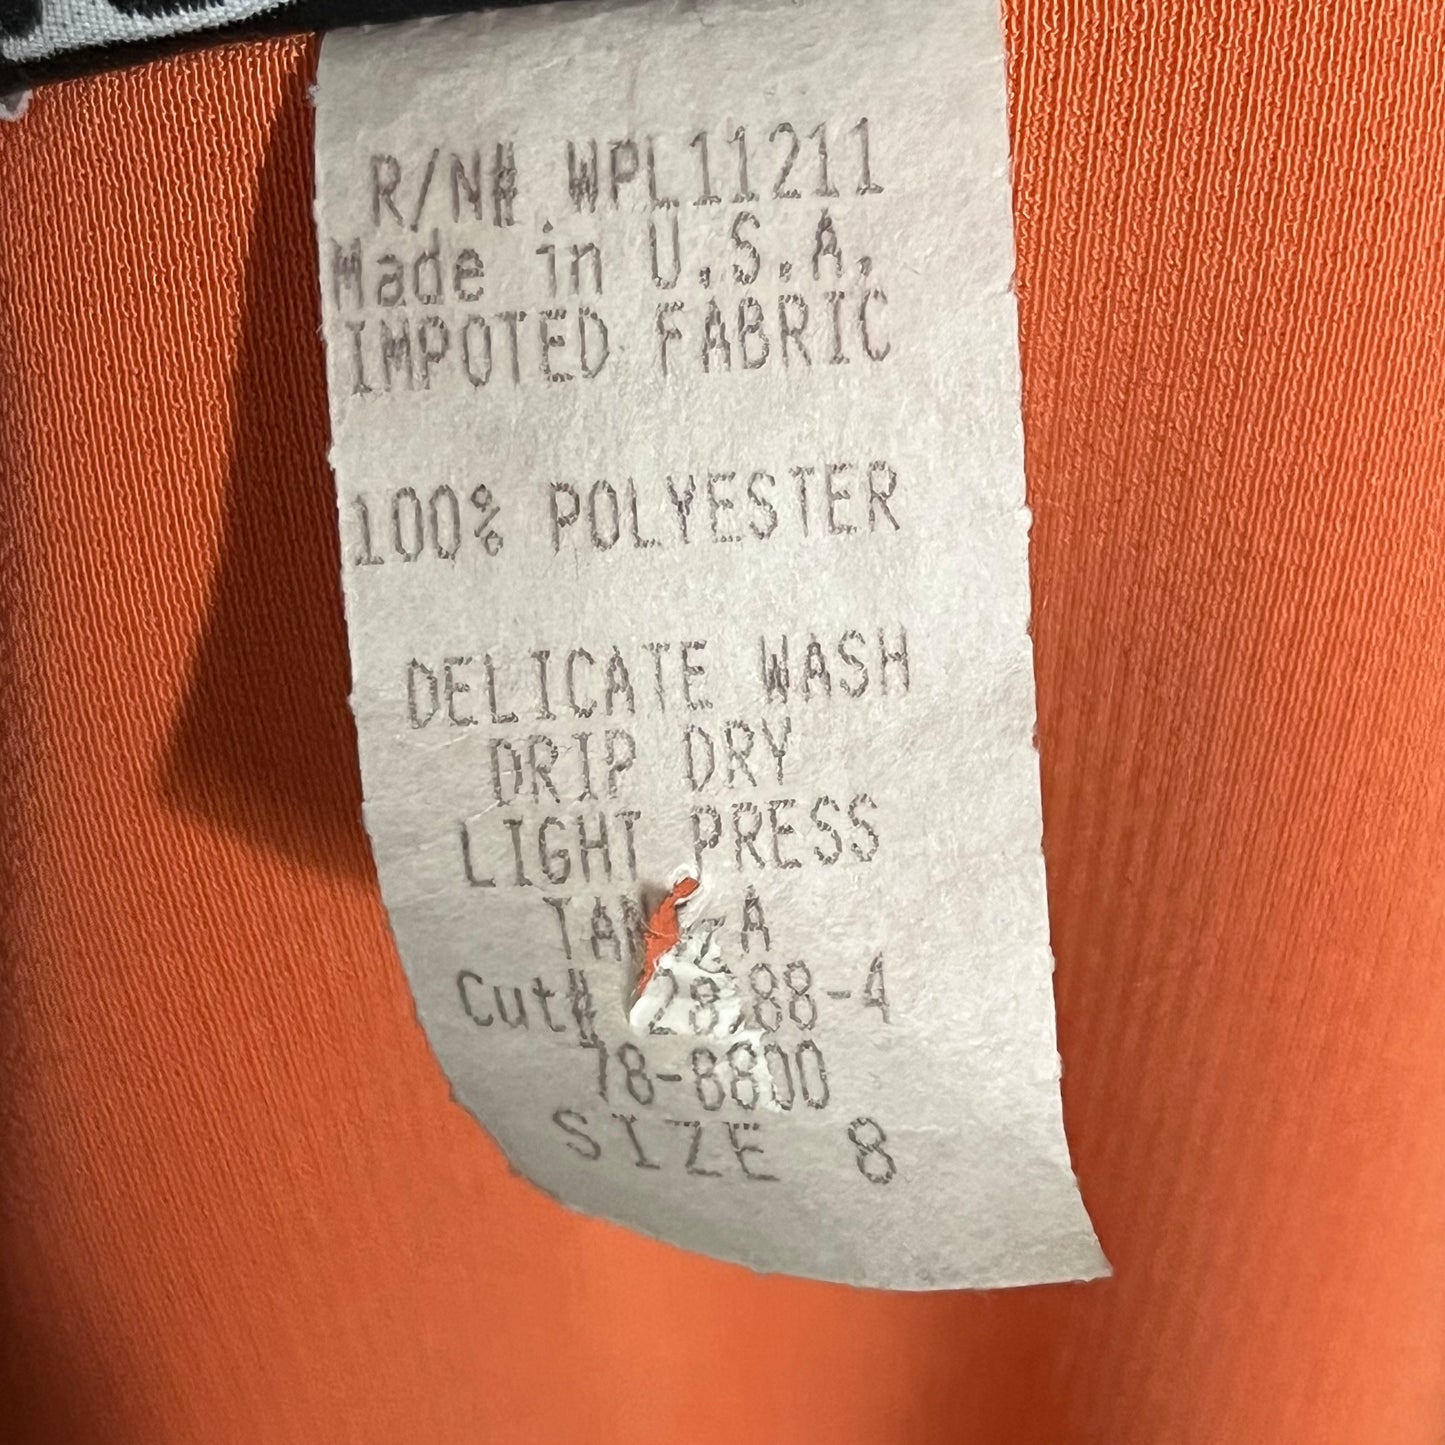 R/N# WPL11211
Made in U.S.A.
IMPOTED FABRIC
100% POLYESTER
DELICATE WASH
DRIP DRY
LIGHT PRESS
Cut#
78-8800
SIZE 8